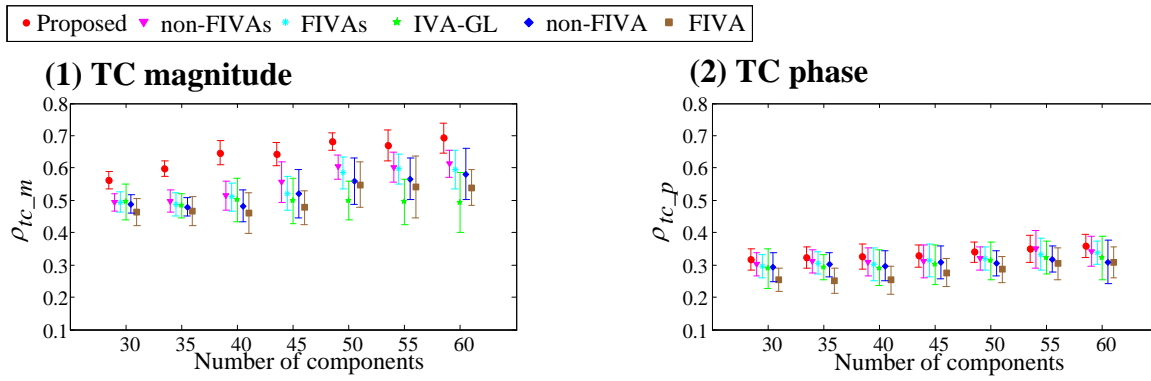 Proposed non-FIVAs FIVAs IVA-GL non-FIVA FIVA
(1) TC magnitude
0.8
0.7
0.6
0.5
0.4
0.3
0.2
0.1
ρtc_m
30 35 40 45 50 55 60
Number of components
(2) TC phase
0.8
0.7
0.6
0.5
0.4
0.3
0.2
0.1
ρtc_p
30 35 40 45 50 55 60
Number of components